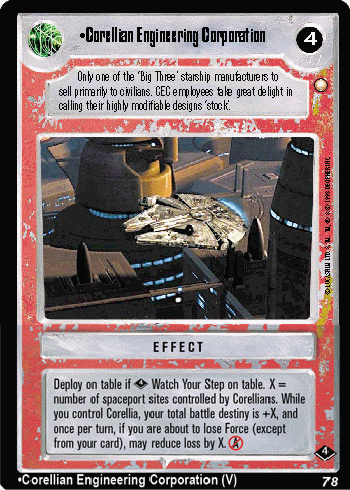 •Corellian Engineering Corporation
4
Only one of the 'Big Three' starship manufacturers to
sell primarily to civilians. CEC employees take great delight in
calling their highly modifiable designs 'stock'.
EFFECT
Deploy on table if Watch Your Step on table. X =
number of spaceport sites controlled by Corellians. While
you control Corellia, your total battle destiny is +X, and
once per turn, if you are about to lose Force (except
from your card), may reduce loss by X. A
4
•Corellian Engineering Corporation (V)
78